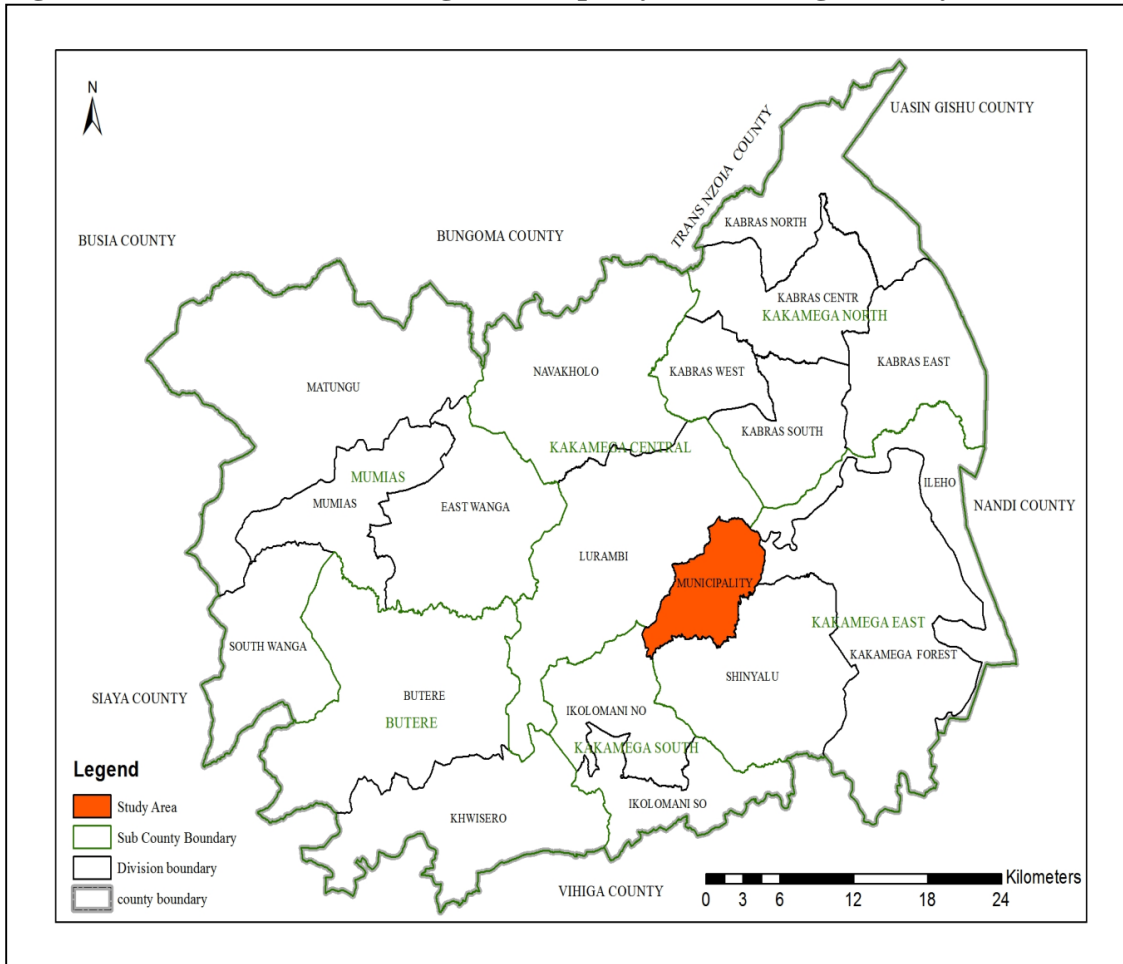 N
UASIN GISHU COUNTY
TRANS NZOIA COUNTY
KABRAS NORTH
BUSIA COUNTY
BUNGOMA COUNTY
KABRAS CENTR
KAKAMEGA NORTH
KABRAS EAST
NAVAKHOLO
KABRAS WEST
MATUNGU
KABRAS SOUTH
KAKAMEGA CENTRAL
MUMIAS
ILEHO
MUMIAS
EAST WANGA
NANDI COUNTY
LURAMBI
MUNICIPALITY
KAKAMEGA EAST
SOUTH WANGA
KAKAMEGA FOREST
SHINYALU
SIAYA COUNTY
BUTERE
BUTERE
IKOLOMANI NO
KAKAMEGA SOUTH
IKOLOMANI SO
KHWISERO
VIHIGA COUNTY
Legend
Study Area
Sub County Boundary
Division boundary
county boundary
Kilometers
0 3 6 12 18 24